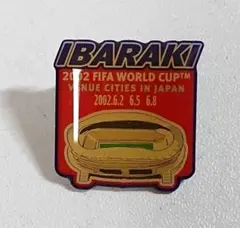 IBARAKI
2002 FIFA WORLD CUP™
VENUE CITIES IN JAPAN
2002.6.2 6.5 6.8